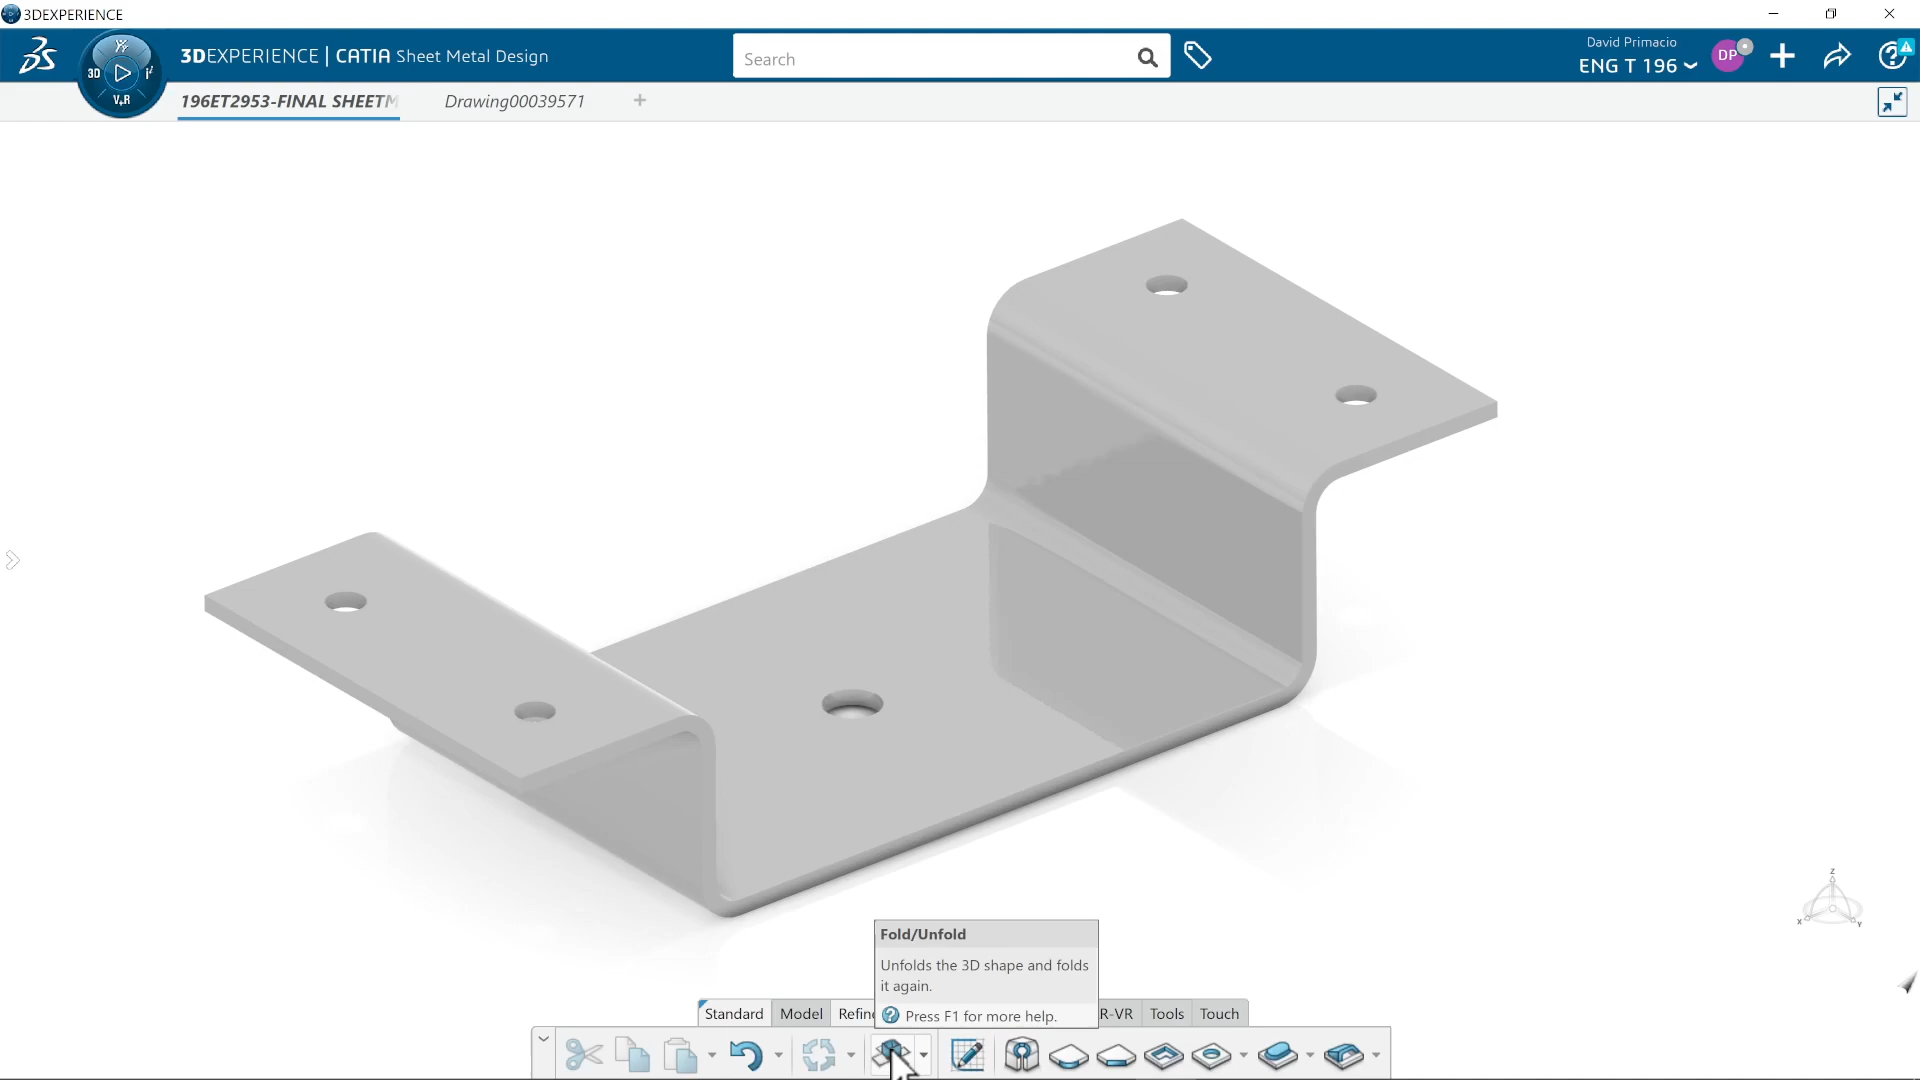 3DEXPERIENCE
3DEXPERIENCE | CATIA Sheet Metal Design
Search
David Primacio
ENG T 196
DP
3D
V.R
196ET2953-FINAL SHEETM
Drawing00039571
Z
X
Y
Fold/Unfold
Unfolds the 3D shape and folds
it again.
Press F1 for more help.
Standard
Model
Refin
R-VR
Tools
Touch